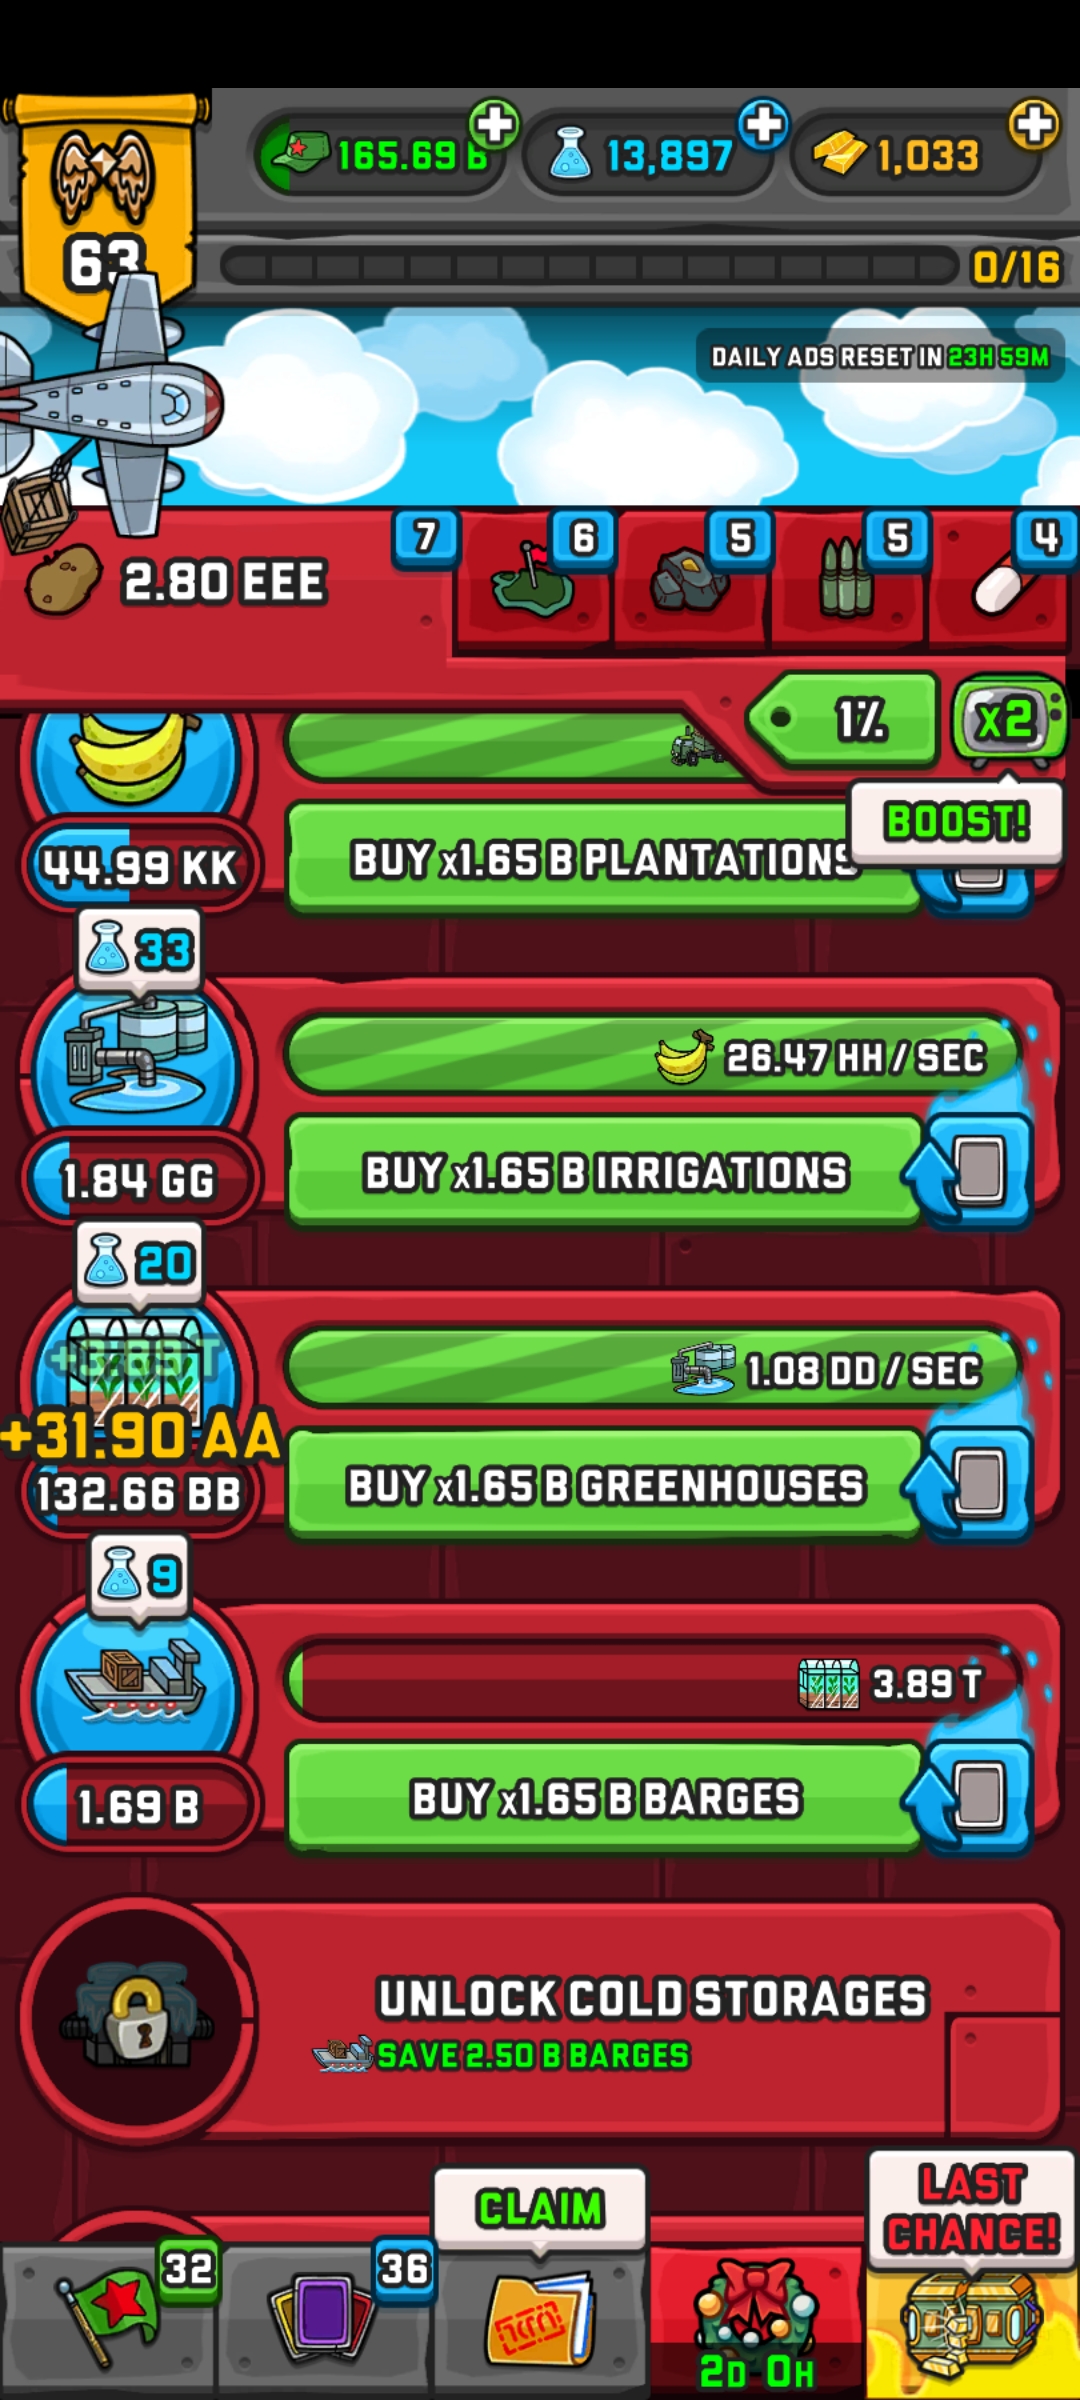 165.69 B
13,897
1,033
63
0/16
DAILY ADS RESET IN 23H 59M
7
6
5
5
4
2.80 EEE
1%
x2
BOOST!
44.99 KK
BUY x1.65 B PLANTATIONS
33
26.47 HH / SEC
1.84 GG
BUY x1.65 B IRRIGATIONS
20
+3.89 T
1.08 DD / SEC
+31.90 AA
132.66 BB
BUY x1.65 B GREENHOUSES
9
3.89 T
1.69 B
BUY x1.65 B BARGES
UNLOCK COLD STORAGES
SAVE 2.50 B BARGES
CLAIM
LAST
CHANCE!
32
36
2D 0H